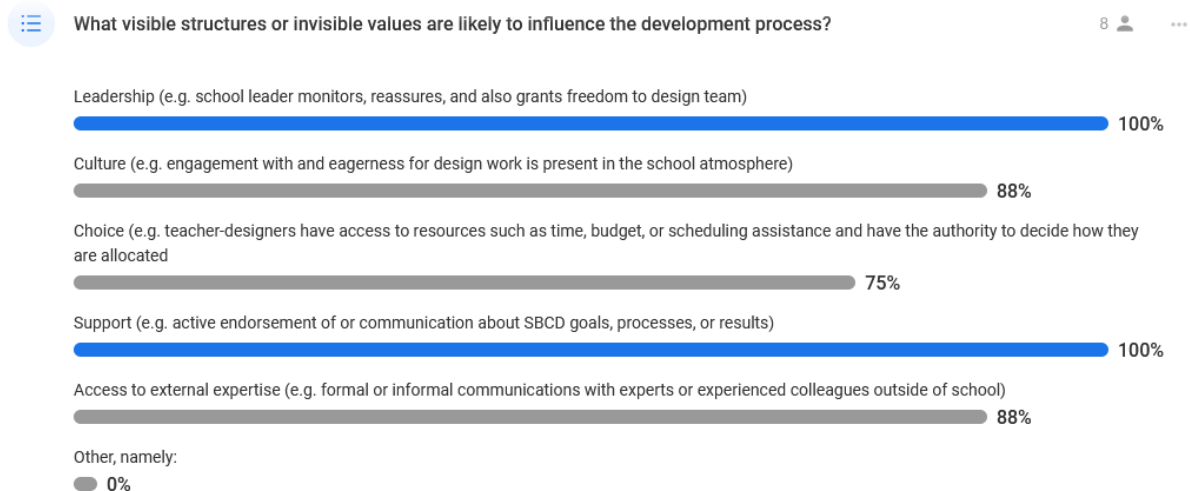 What visible structures or invisible values are likely to influence the development process?
8
Leadership (e.g. school leader monitors, reassures, and also grants freedom to design team)
100%
Culture (e.g. engagement with and eagerness for design work is present in the school atmosphere)
88%
Choice (e.g. teacher-designers have access to resources such as time, budget, or scheduling assistance and have the authority to decide how they
are allocated
75%
Support (e.g. active endorsement of or communication about SBCD goals, processes, or results)
100%
Access to external expertise (e.g. formal or informal communications with experts or experienced colleagues outside of school)
88%
Other, namely:
0%